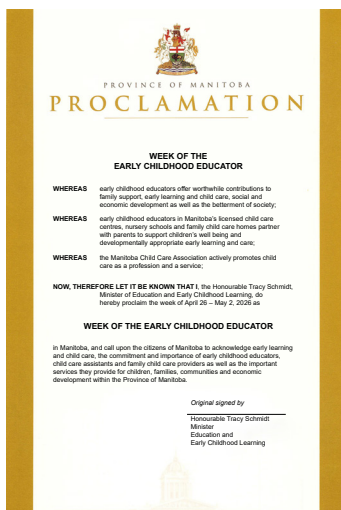 PROVINCE OF MANITOBA
PROCLAMATION
WEEK OF THE
EARLY CHILDHOOD EDUCATOR
WHEREAS early childhood educators offer worthwhile contributions to
family support, early learning and child care, social and
economic development as well as the betterment of society;
WHEREAS early childhood educators in Manitoba's licensed child care
centres, nursery schools and family child care homes partner
with parents to support children's well being and
developmentally appropriate early learning and care;
WHEREAS the Manitoba Child Care Association actively promotes child
care as a profession and a service;
NOW, THEREFORE LET IT BE KNOWN THAT I, the Honourable Tracy Schmidt,
Minister of Education and Early Childhood Learning, do
hereby proclaim the week of April 26 – May 2, 2026 as
WEEK OF THE EARLY CHILDHOOD EDUCATOR
in Manitoba, and call upon the citizens of Manitoba to acknowledge early learning
and child care, the commitment and importance of early childhood educators,
child care assistants and family child care providers as well as the important
services they provide for children, families, communities and economic
development within the Province of Manitoba.
Original signed by
Honourable Tracy Schmidt
Minister
Education and
Early Childhood Learning